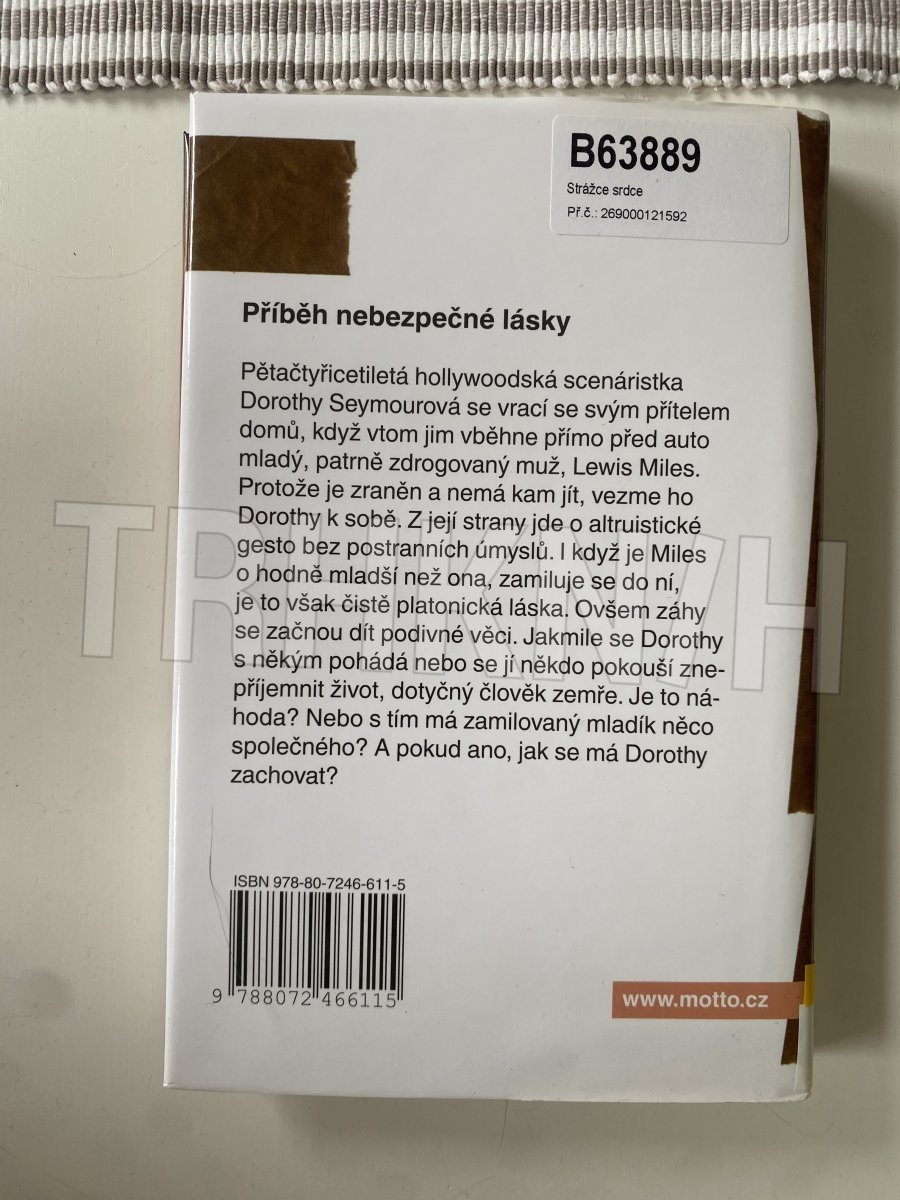 B63889
Strážce srdce
Př.č.: 269000121592
Příběh nebezpečné lásky
Pětačtyřicetiletá hollywoodská scenáristka
Dorothy Seymourová se vrací se svým přítelem
domů, když vtom jim vběhne přímo před auto
mladý, patrně zdrogovaný muž, Lewis Miles.
Protože je zraněn a nemá kam jít, vezme ho
Dorothy k sobě. Z její strany jde o altruistické
gesto bez postranních úmyslů. I když je Miles
o hodně mladší než ona, zamiluje se do ní,
je to však čistě platonická láska. Ovšem záhy
se začnou dít podivné věci. Jakmile se Dorothy
s někým pohádá nebo se jí někdo pokouší zne-
příjemnit život, dotyčný člověk zemře. Je to ná-
hoda? Nebo s tím má zamilovaný mladík něco
společného? A pokud ano, jak se má Dorothy
zachovat?
ISBN 978-80-7246-611-5
9 788072 466115
www.motto.cz